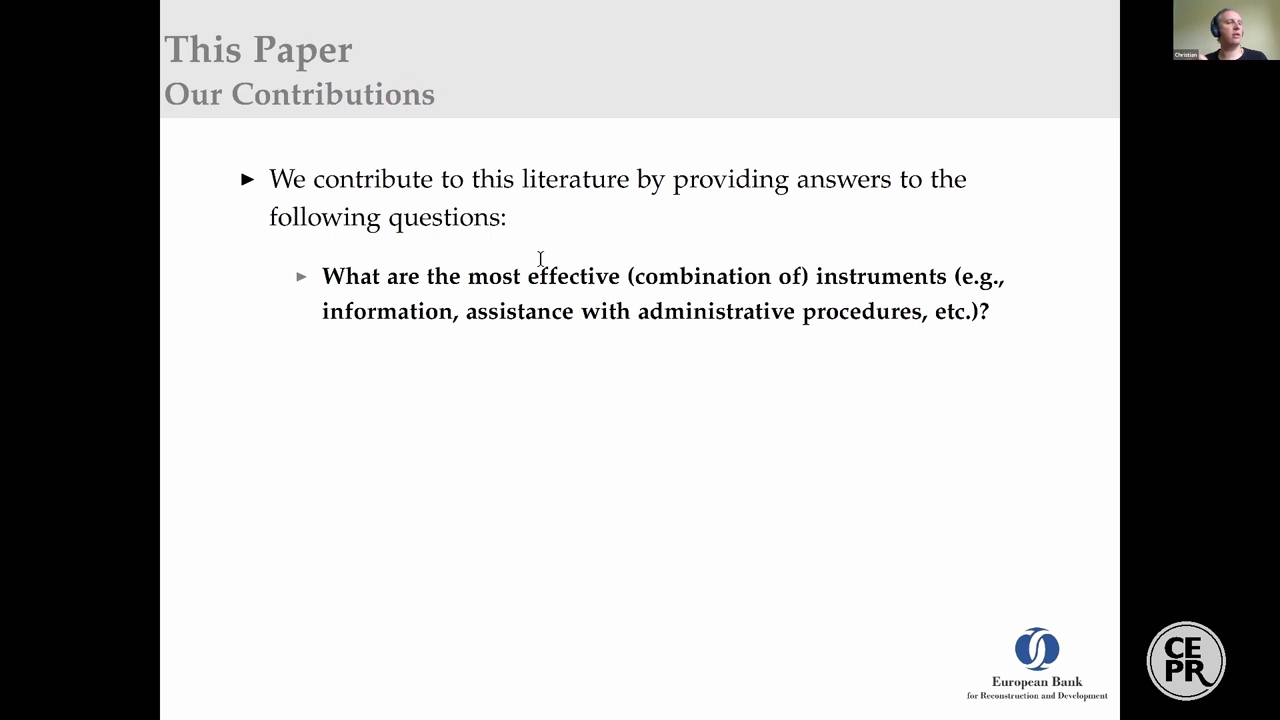 This Paper
Our Contributions
► We contribute to this literature by providing answers to the
following questions:
► What are the most effective (combination of) instruments (e.g.,
information, assistance with administrative procedures, etc.)?
European Bank
for Reconstruction and Development
CE
PR
Christian